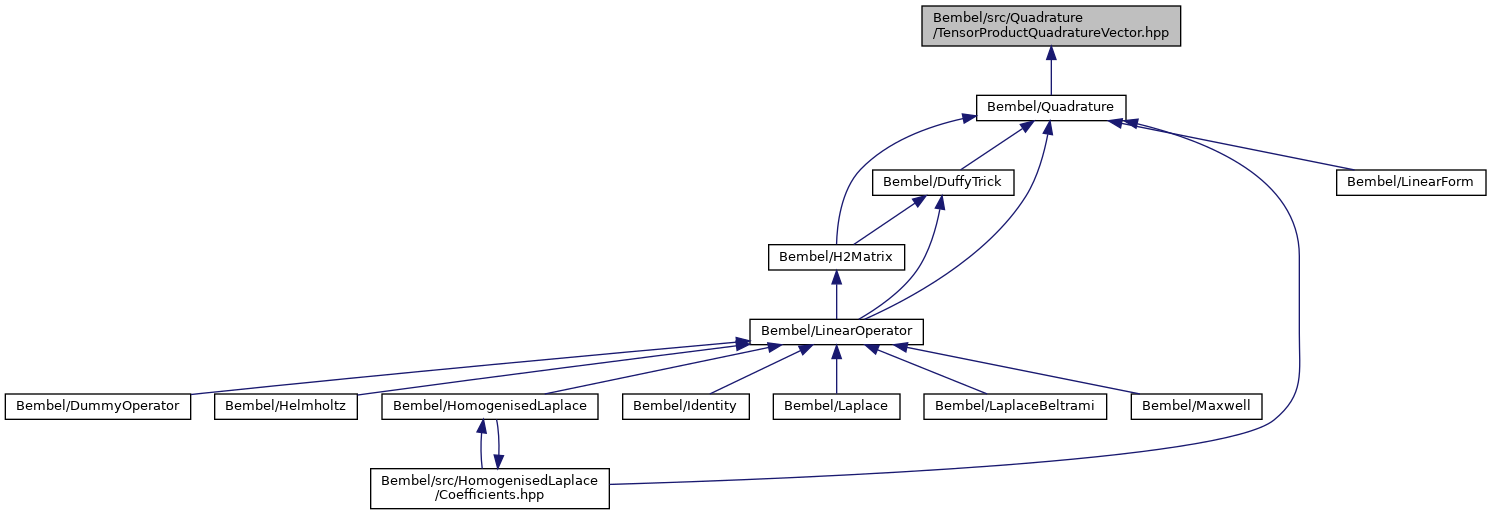 Bembel/src/Quadrature
/TensorProductQuadratureVector.hpp
Bembel/Quadrature
Bembel/DuffyTrick
Bembel/LinearForm
Bembel/H2Matrix
Bembel/LinearOperator
Bembel/DummyOperator
Bembel/Helmholtz
Bembel/HomogenisedLaplace
Bembel/Identity
Bembel/Laplace
Bembel/LaplaceBeltrami
Bembel/Maxwell
Bembel/src/HomogenisedLaplace
/Coefficients.hpp